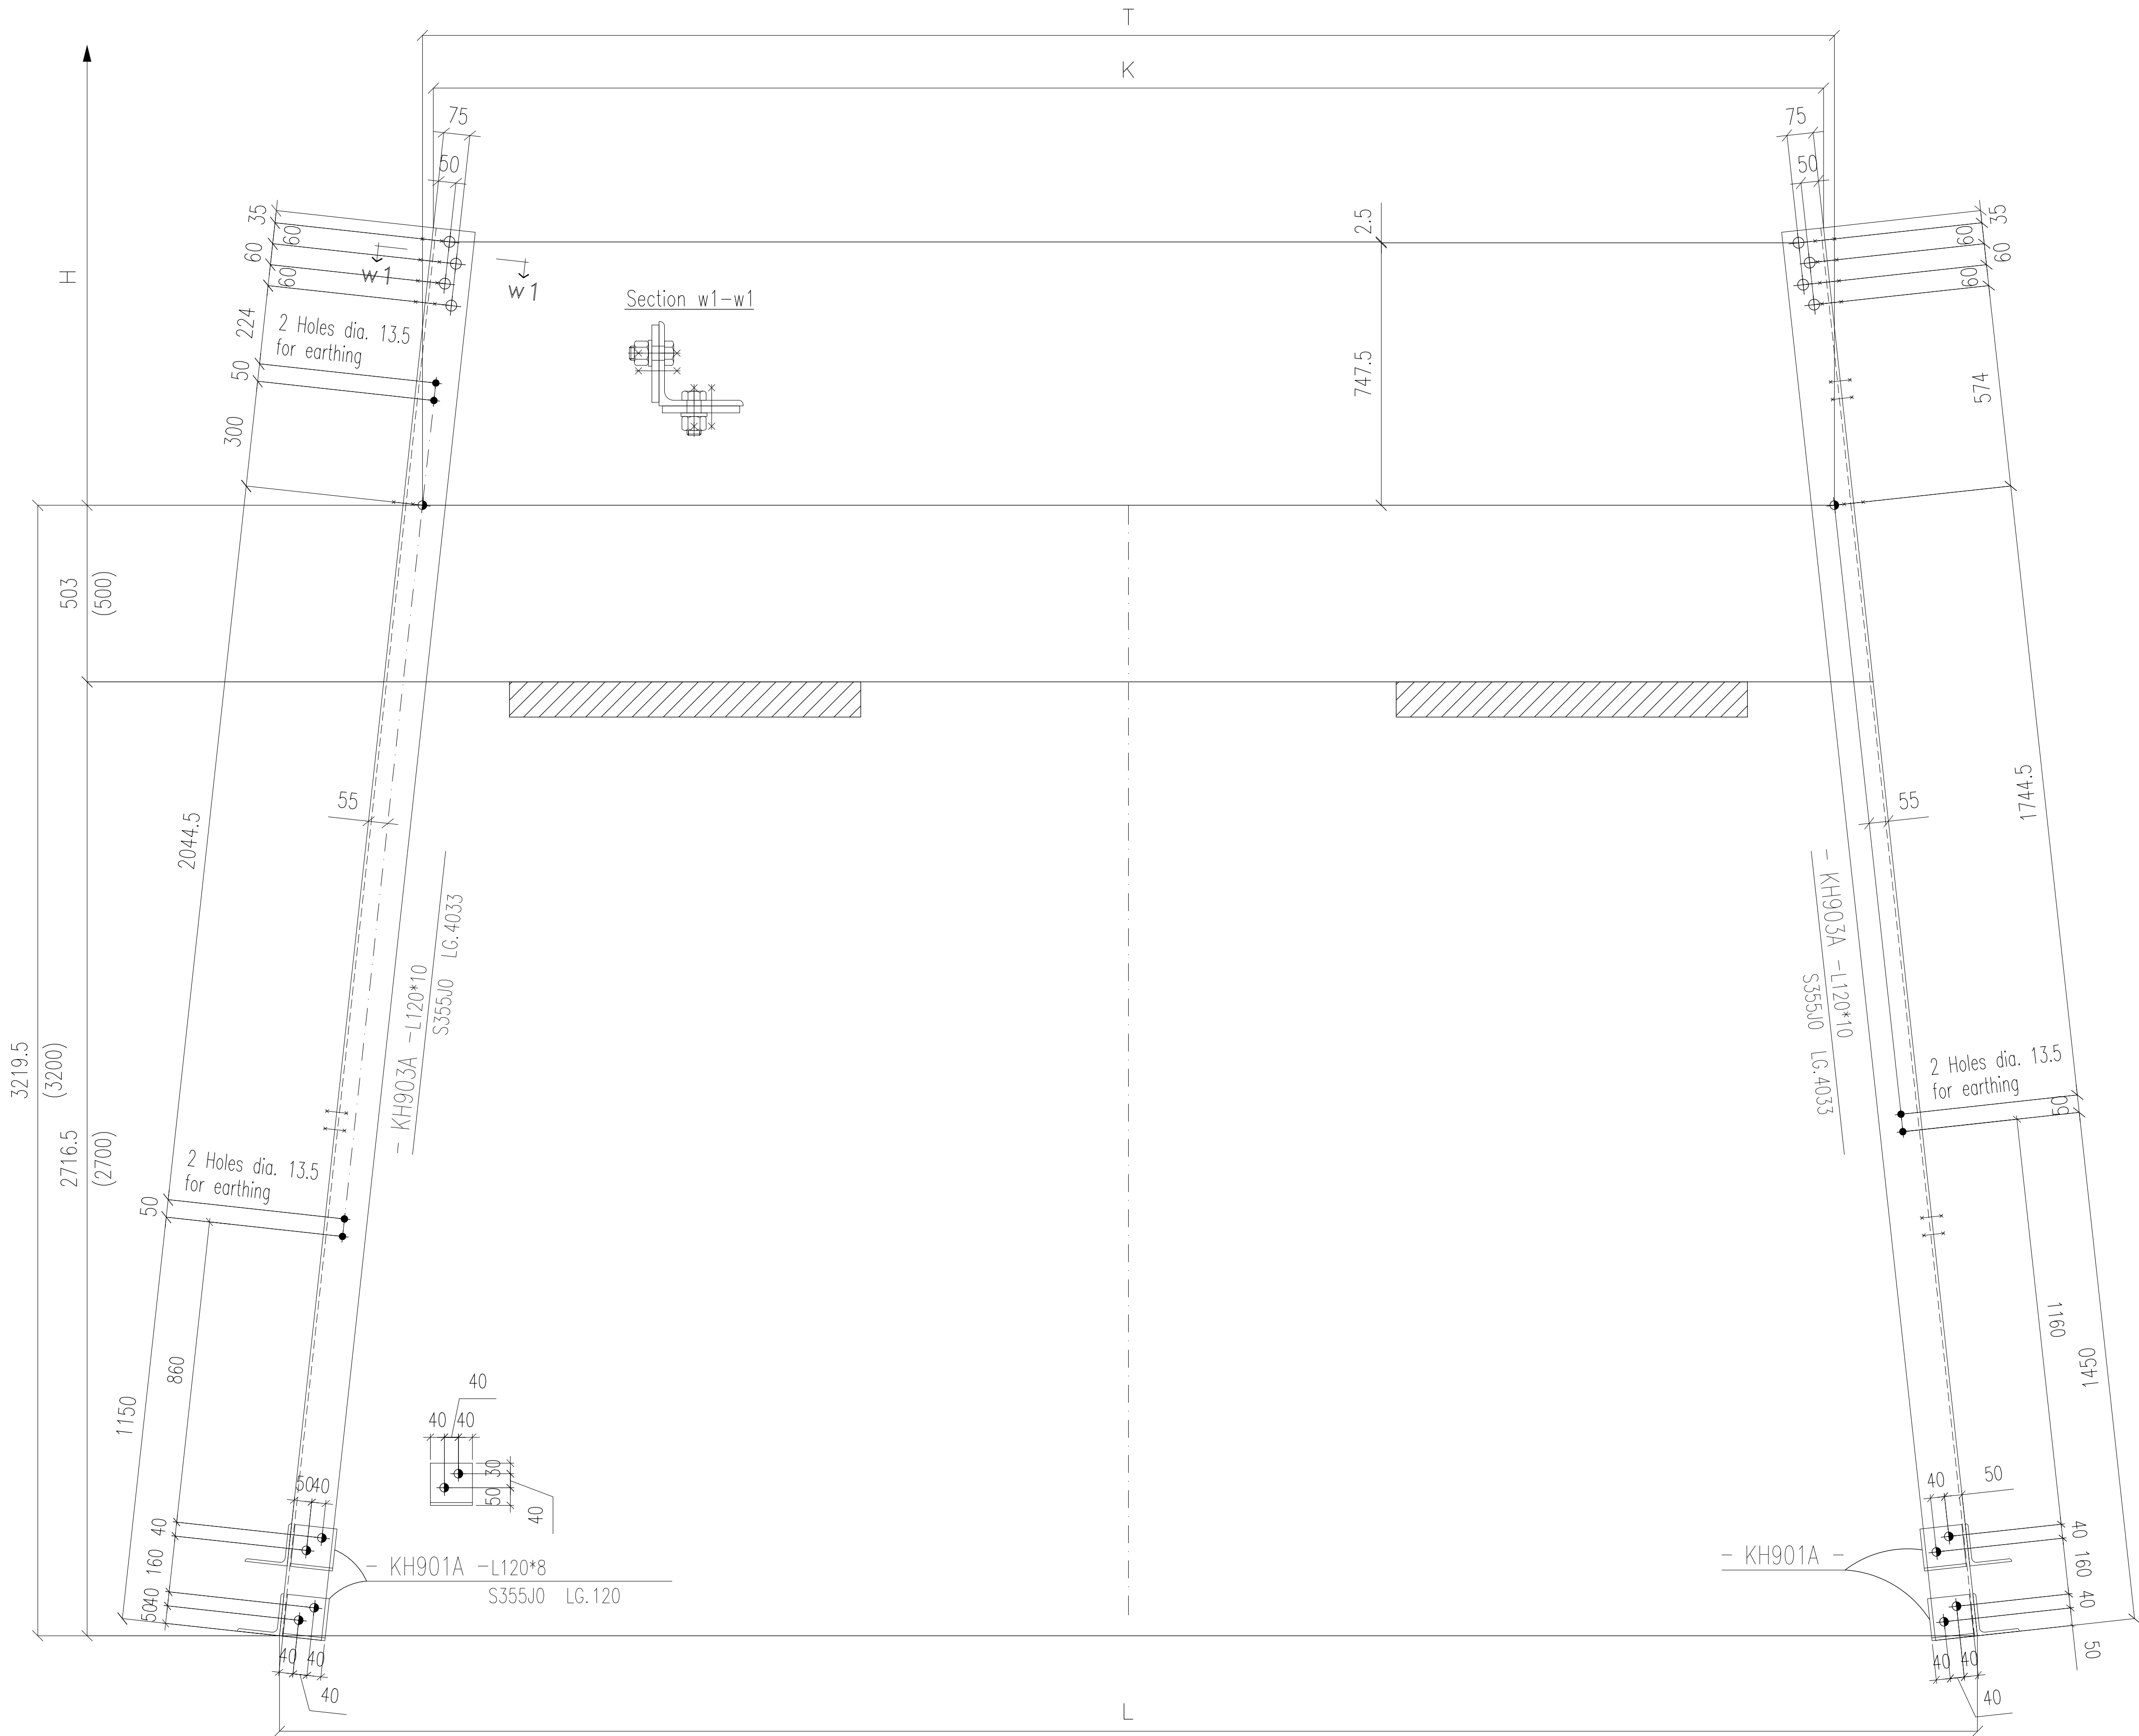 T
K
75
75
50
50
35
60
60
60
224
50
300
2 Holes dia. 13.5
for earthing
w1
w1
Section w1-w1
2.5
747.5
35
60
60
60
574
H
503
(500)
2044.5
55
55
1744.5
- KH903A -L120*10
S355J0 LG.4033
- KH903A -L120*10
S355J0 LG.4033
3219.5
(3200)
2716.5
(2700)
2 Holes dia. 13.5
for earthing
50
2 Holes dia. 13.5
for earthing
50
860
1150
1160
1450
40
40 40
30
50
40
50 40
40
160
40
50
- KH901A -L120*8
S355J0 LG.120
40 40
40
40 50
40
160
40
50
- KH901A -
40 40
40
L